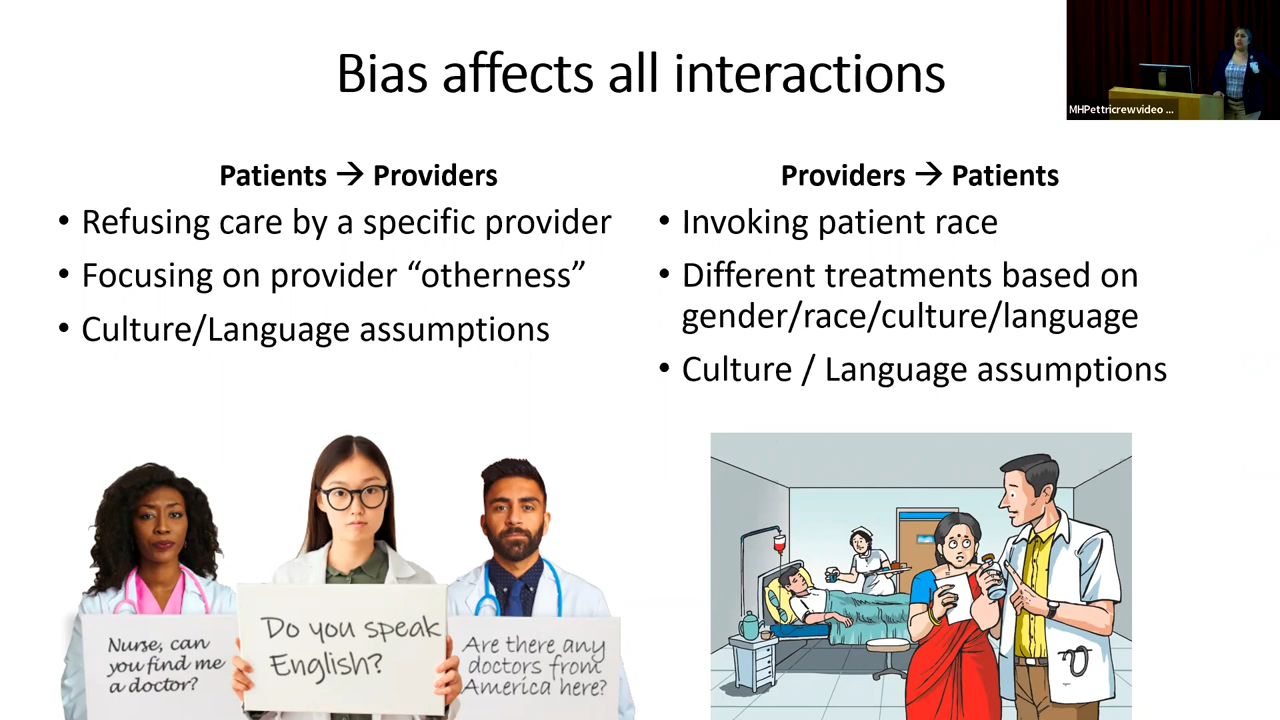 Bias affects all interactions
MHPettricrewvideo ...
Patients → Providers
• Refusing care by a specific provider
• Focusing on provider “otherness”
• Culture/Language assumptions
Providers → Patients
• Invoking patient race
• Different treatments based on
gender/race/culture/language
• Culture / Language assumptions
Nurse, can
you find me
a doctor?
Do you speak
English?
Are there any
doctors from
America here?